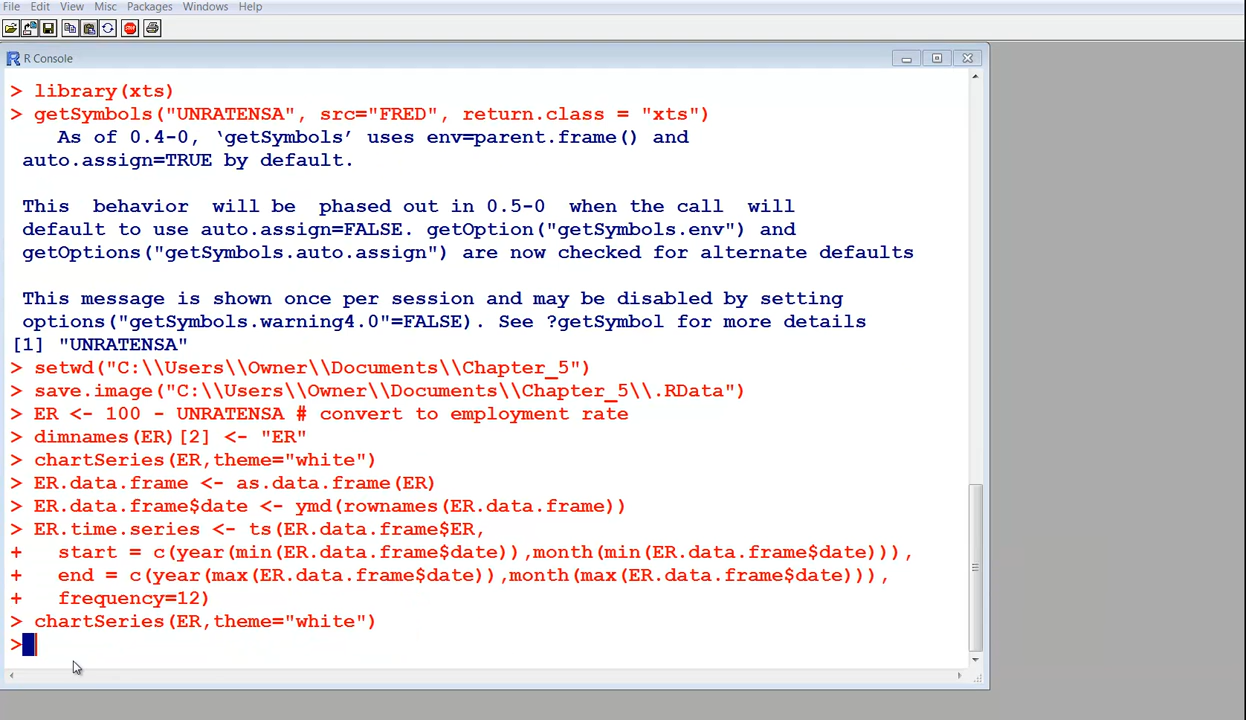 File Edit View Misc Packages Windows Help
R Console
> library(xts)
> getSymbols("UNRATENSA", src="FRED", return.class = "xts")
As of 0.4-0, ‘getSymbols’ uses env=parent.frame() and
auto.assign=TRUE by default.
This behavior will be phased out in 0.5-0 when the call will
default to use auto.assign=FALSE. getOption("getSymbols.env") and
getOptions("getSymbols.auto.assign") are now checked for alternate defaults
This message is shown once per session and may be disabled by setting
options("getSymbols.warning4.0"=FALSE). See ?getSymbol for more details
[1] "UNRATENSA"
> setwd("C:\\Users\\Owner\\Documents\\Chapter_5")
> save.image("C:\\Users\\Owner\\Documents\\Chapter_5\\.RData")
> ER <- 100 - UNRATENSA # convert to employment rate
> dimnames(ER)[2] <- "ER"
> chartSeries(ER,theme="white")
> ER.data.frame <- as.data.frame(ER)
> ER.data.frame$date <- ymd(rownames(ER.data.frame))
> ER.time.series <- ts(ER.data.frame$ER,
+ start = c(year(min(ER.data.frame$date)),month(min(ER.data.frame$date))),
+ end = c(year(max(ER.data.frame$date)),month(max(ER.data.frame$date))),
+ frequency=12)
> chartSeries(ER,theme="white")
>